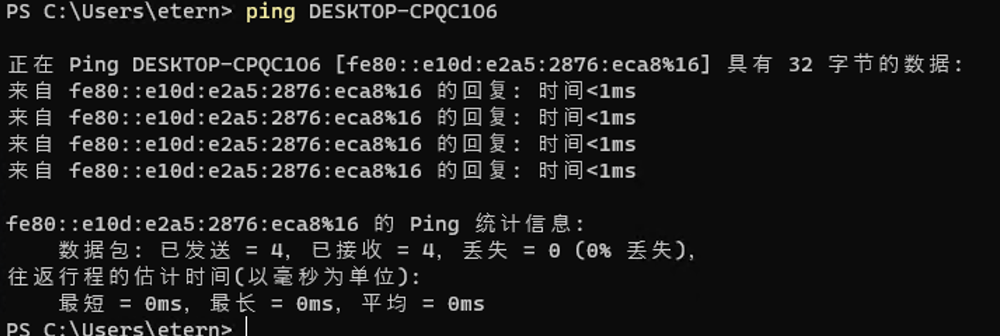 PS C:\Users\etern> ping DESKTOP-CPQC1O6
正在 Ping DESKTOP-CPQC1O6 [fe80::e10d:e2a5:2876:eca8%16] 具有 32 字节的数据:
来自 fe80::e10d:e2a5:2876:eca8%16 的回复: 时间<1ms
来自 fe80::e10d:e2a5:2876:eca8%16 的回复: 时间<1ms
来自 fe80::e10d:e2a5:2876:eca8%16 的回复: 时间<1ms
来自 fe80::e10d:e2a5:2876:eca8%16 的回复: 时间<1ms
fe80::e10d:e2a5:2876:eca8%16 的 Ping 统计信息:
数据包: 已发送 = 4, 已接收 = 4, 丢失 = 0 (0% 丢失),
往返行程的估计时间(以毫秒为单位):
最短 = 0ms, 最长 = 0ms, 平均 = 0ms
PS C:\Users\etern>